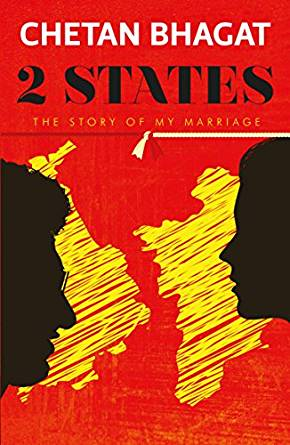 CHETAN BHAGAT
2 STATES
THE STORY OF MY MARRIAGE